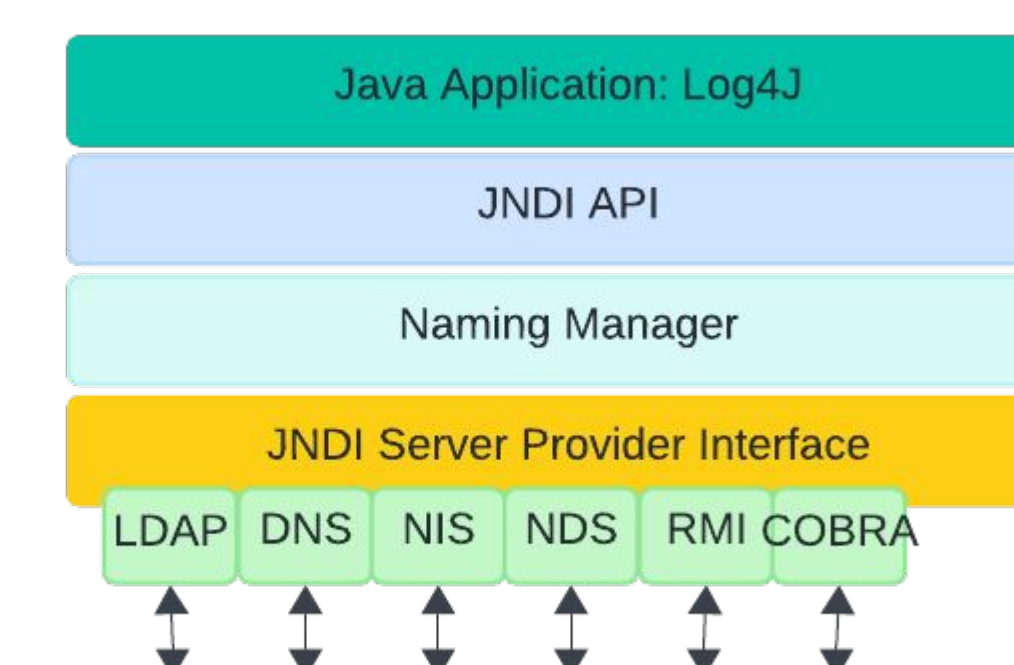 Java Application: Log4J
JNDI API
Naming Manager
JNDI Server Provider Interface
LDAP DNS NIS NDS RMI COBRA